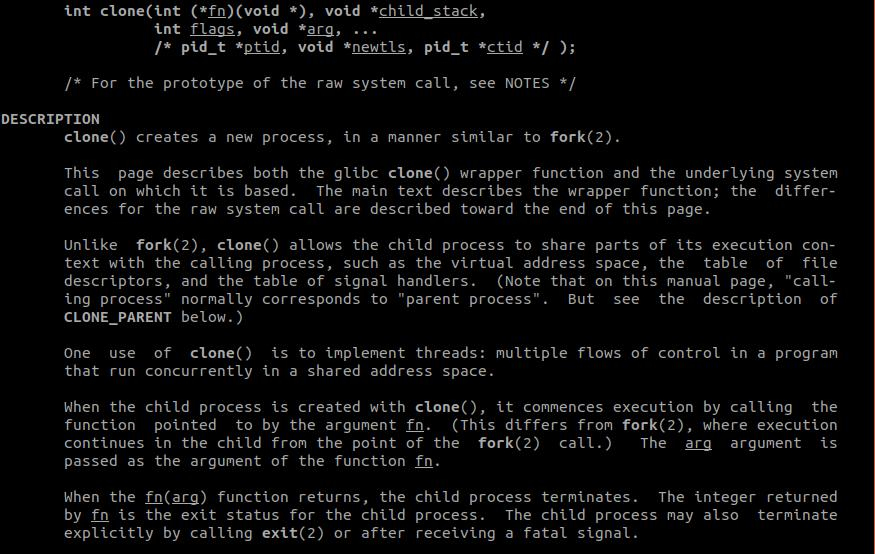 int clone(int (*fn)(void *), void *child_stack,
int flags, void *arg, ...
/* pid_t *ptid, void *newtls, pid_t *ctid */ );
/* For the prototype of the raw system call, see NOTES */
DESCRIPTION
clone() creates a new process, in a manner similar to fork(2).
This page describes both the glibc clone() wrapper function and the underlying system
call on which it is based. The main text describes the wrapper function; the differ-
ences for the raw system call are described toward the end of this page.
Unlike fork(2), clone() allows the child process to share parts of its execution con-
text with the calling process, such as the virtual address space, the table of file
descriptors, and the table of signal handlers. (Note that on this manual page, "call-
ing process" normally corresponds to "parent process". But see the description of
CLONE_PARENT below.)
One use of clone() is to implement threads: multiple flows of control in a program
that run concurrently in a shared address space.
When the child process is created with clone(), it commences execution by calling the
function pointed to by the argument fn. (This differs from fork(2), where execution
continues in the child from the point of the fork(2) call.) The arg argument is
passed as the argument of the function fn.
When the fn(arg) function returns, the child process terminates. The integer returned
by fn is the exit status for the child process. The child process may also terminate
explicitly by calling exit(2) or after receiving a fatal signal.